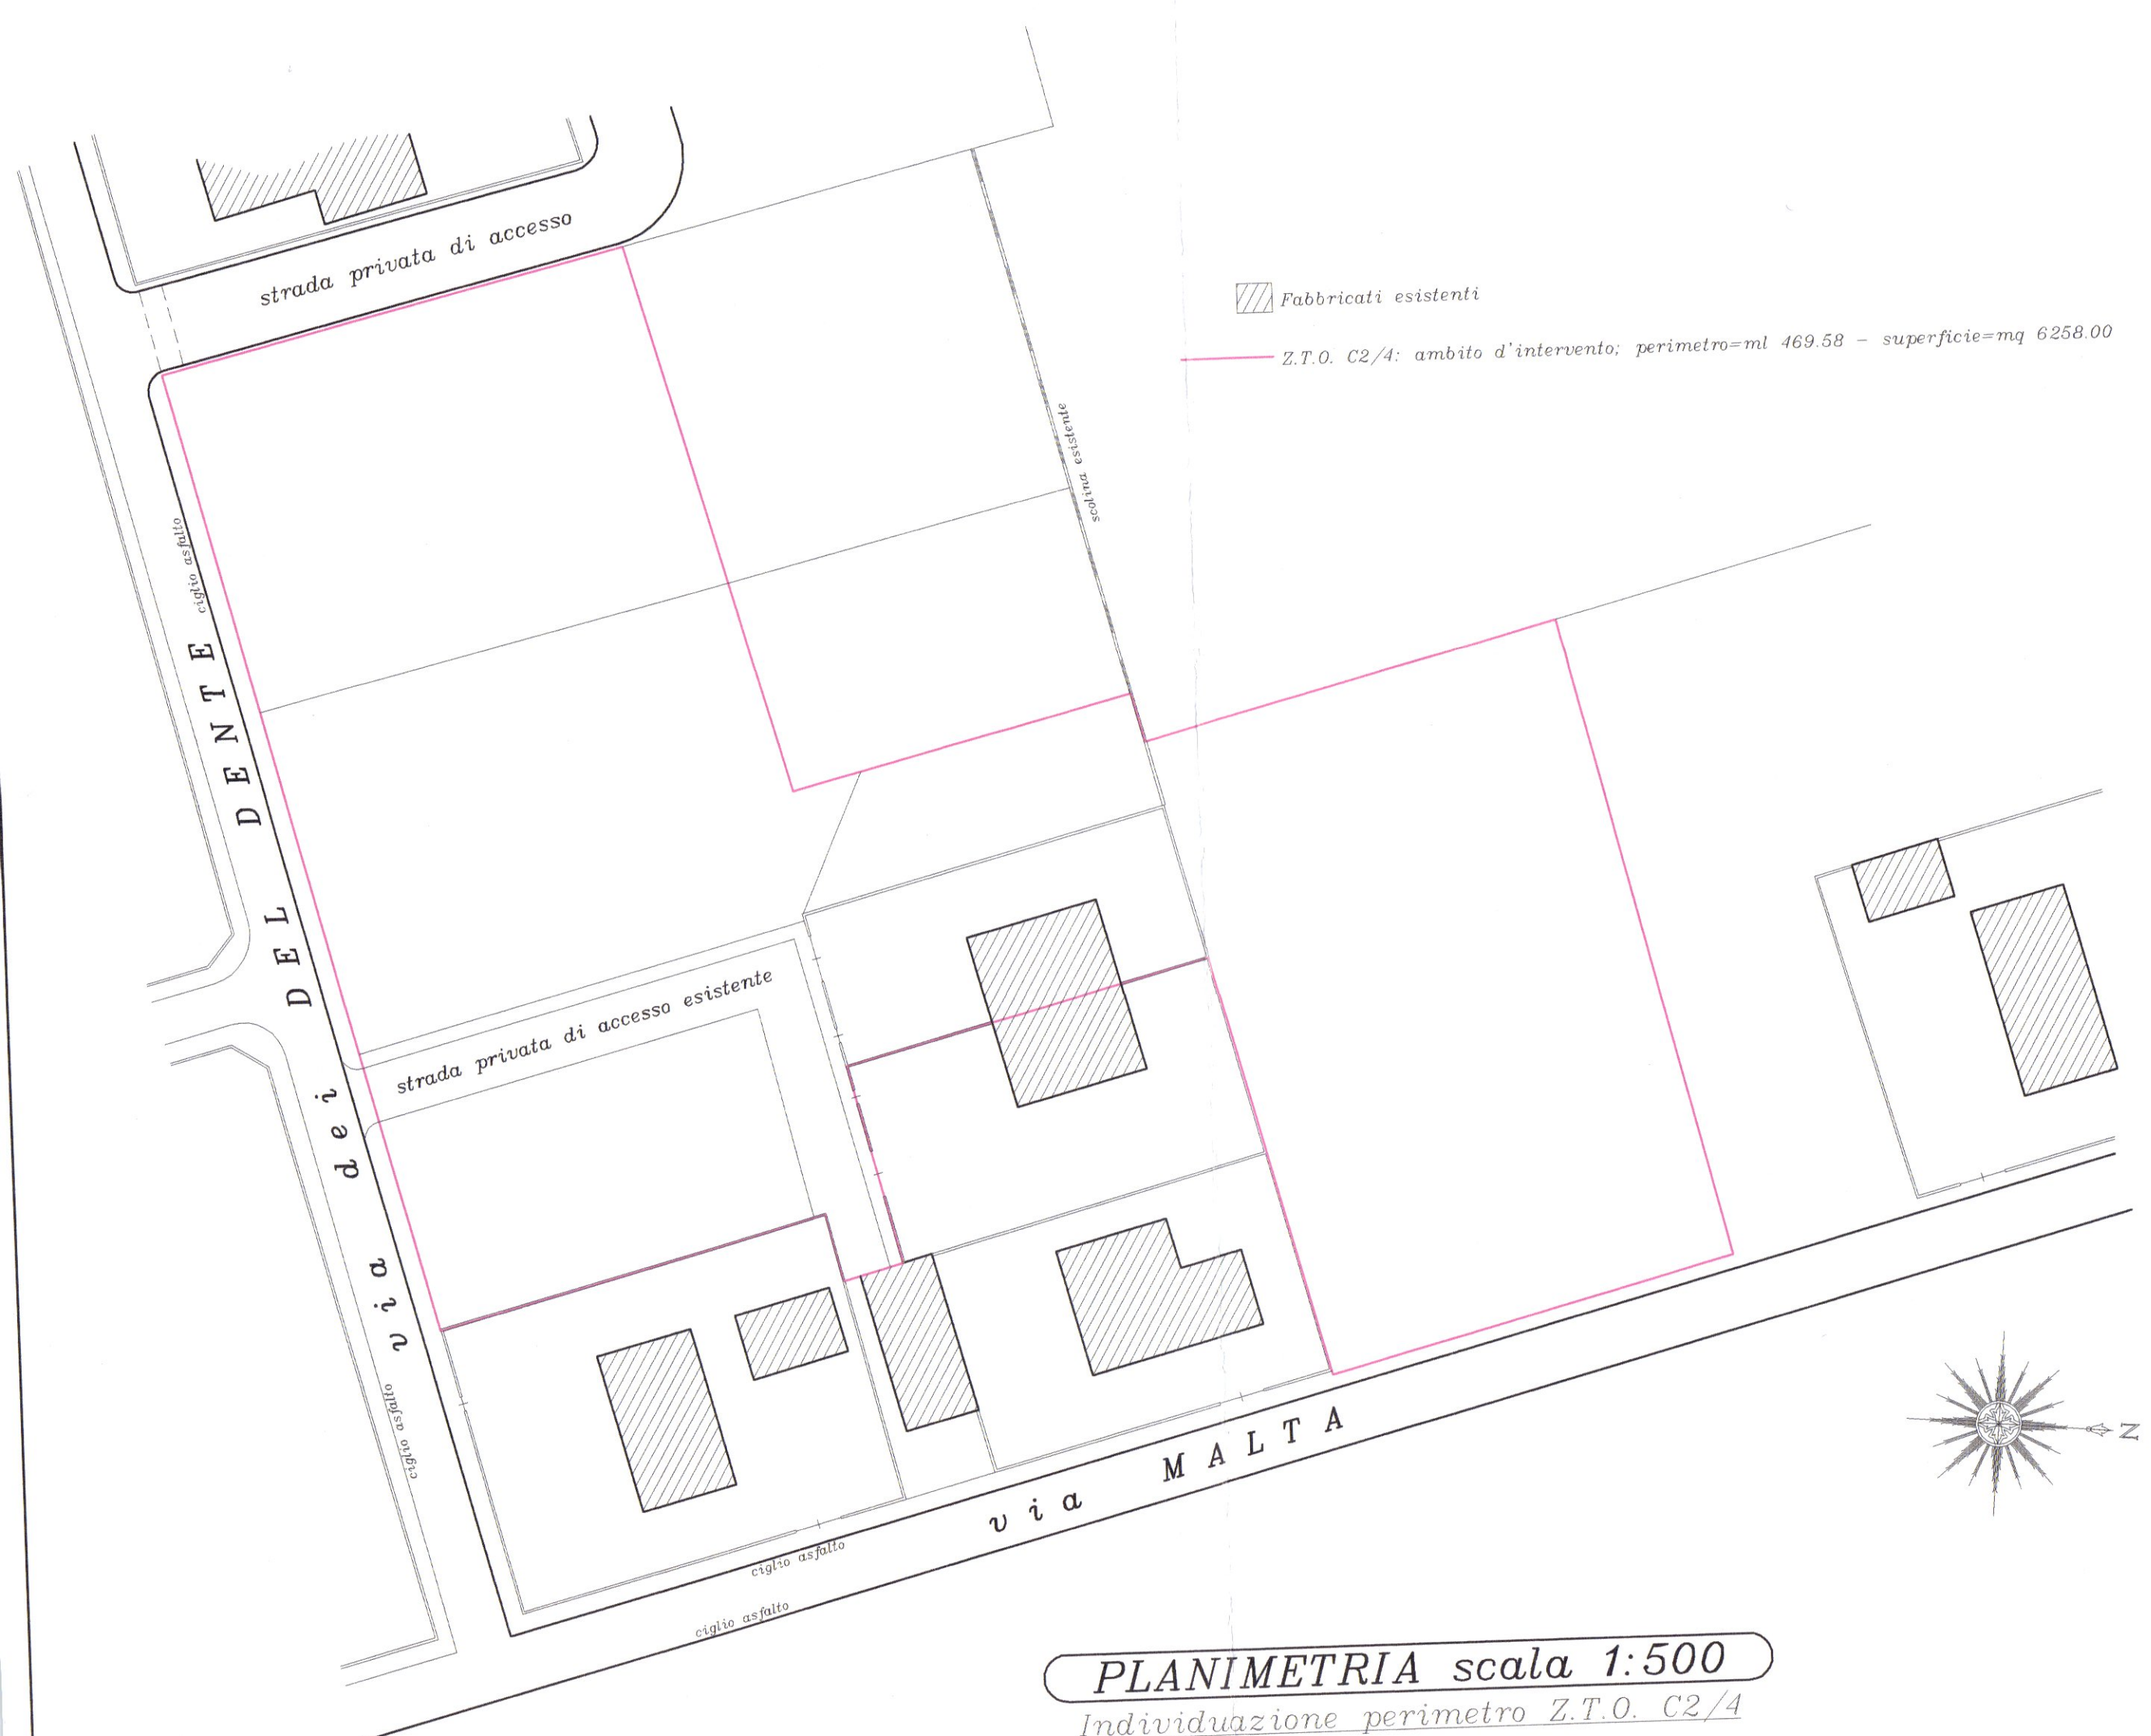 strada privata di accesso
Fabbricati esistenti
Z.T.O. C2/4: ambito d'intervento; perimetro=ml 469.58 - superficie=mq 6258.00
scolina esistente
ciglio asfalto
via dei DEL DENTE
strada privata di accesso esistente
ciglio asfalto
via MALTA
ciglio asfalto
ciglio asfalto
N
PLANIMETRIA scala 1:500
Individuazione perimetro Z.T.O. C2/4